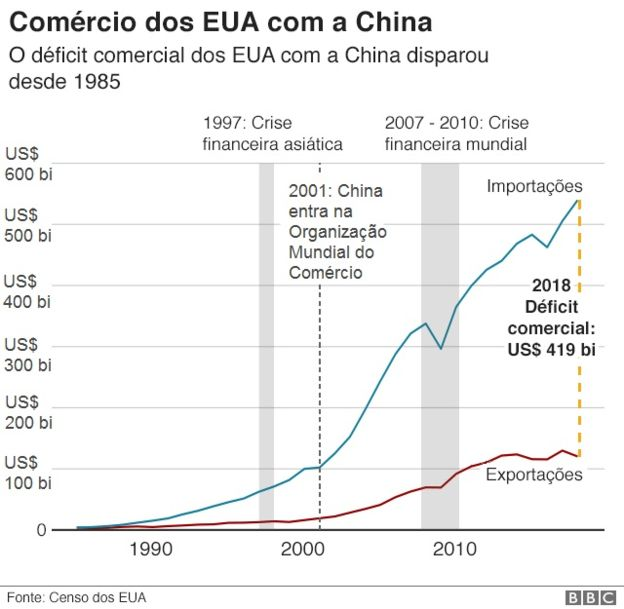 Comércio dos EUA com a China
O déficit comercial dos EUA com a China disparou
desde 1985
1997: Crise
financeira asiática
2007 - 2010: Crise
financeira mundial
US$
600 bi
Importações
2001: China
entra na
Organização
Mundial do
Comércio
US$
500 bi
US$
400 bi
2018
Déficit
comercial:
US$ 419 bi
US$
300 bi
US$
200 bi
US$
100 bi
Exportações
0
1990
2000
2010
Fonte: Censo dos EUA
BBC